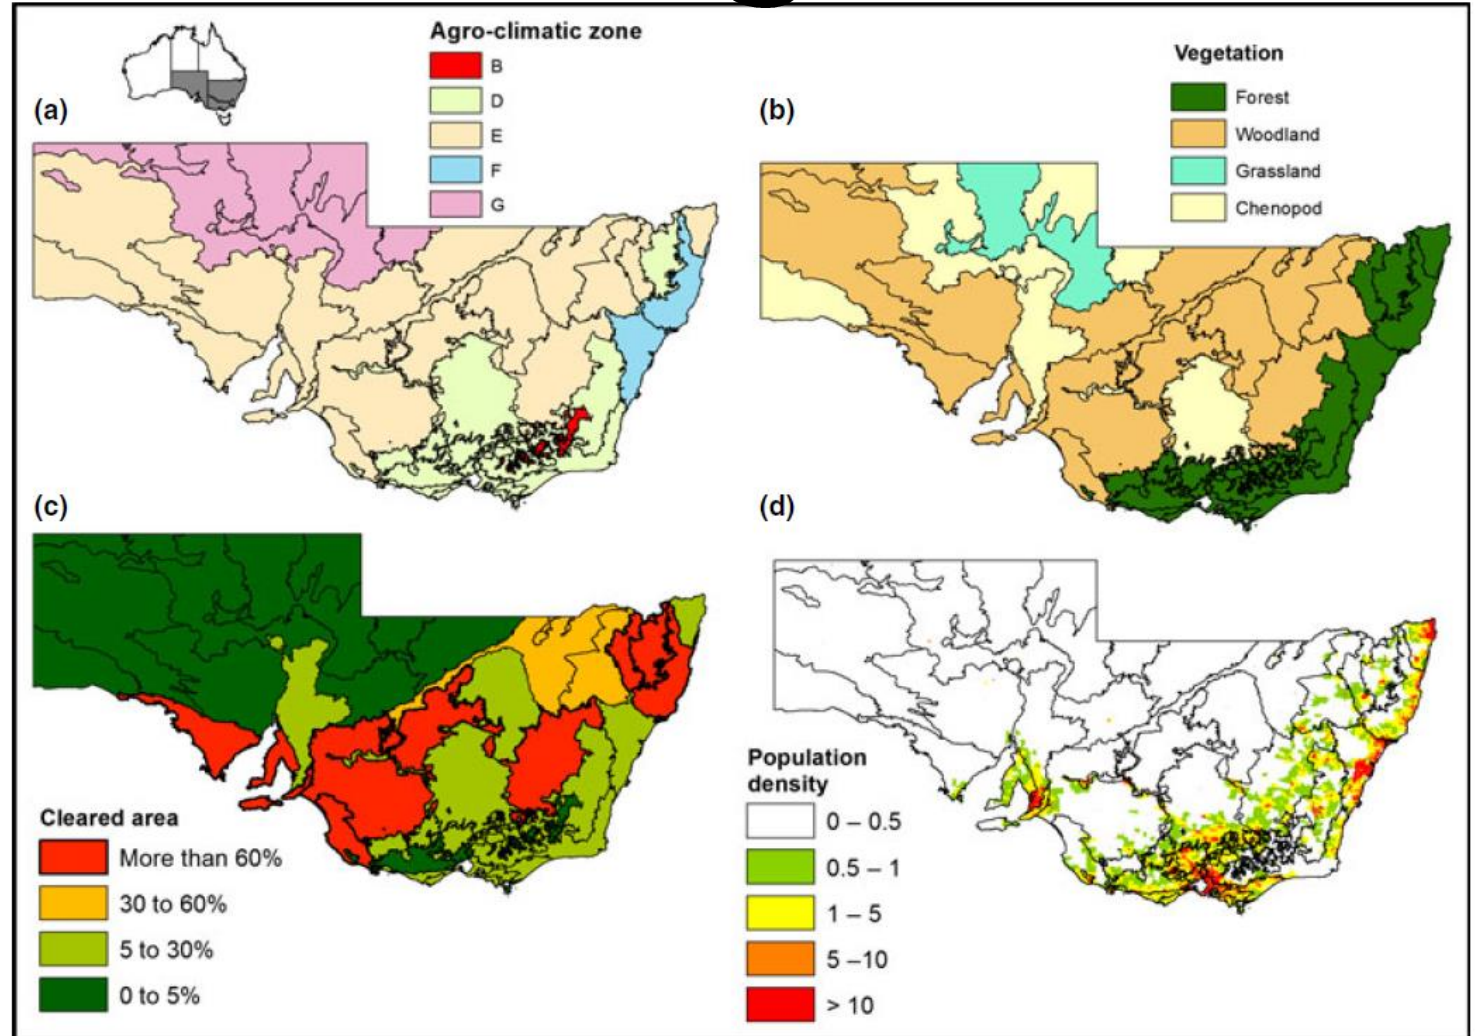 (a)
Agro-climatic zone
B
D
E
F
G
(b)
Vegetation
Forest
Woodland
Grassland
Chenopod
(c)
Cleared area
More than 60%
30 to 60%
5 to 30%
0 to 5%
(d)
Population
density
0 – 0.5
0.5 – 1
1 – 5
5 –10
> 10